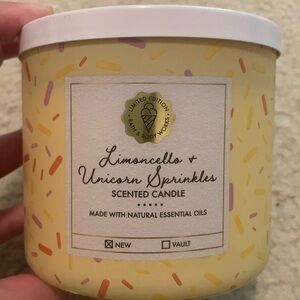 LIMITED EDITION
BATH & BODY WORKS
Limoncello +
Unicorn Sprinkles
SCENTED CANDLE
MADE WITH NATURAL ESSENTIAL OILS
NEW VAULT